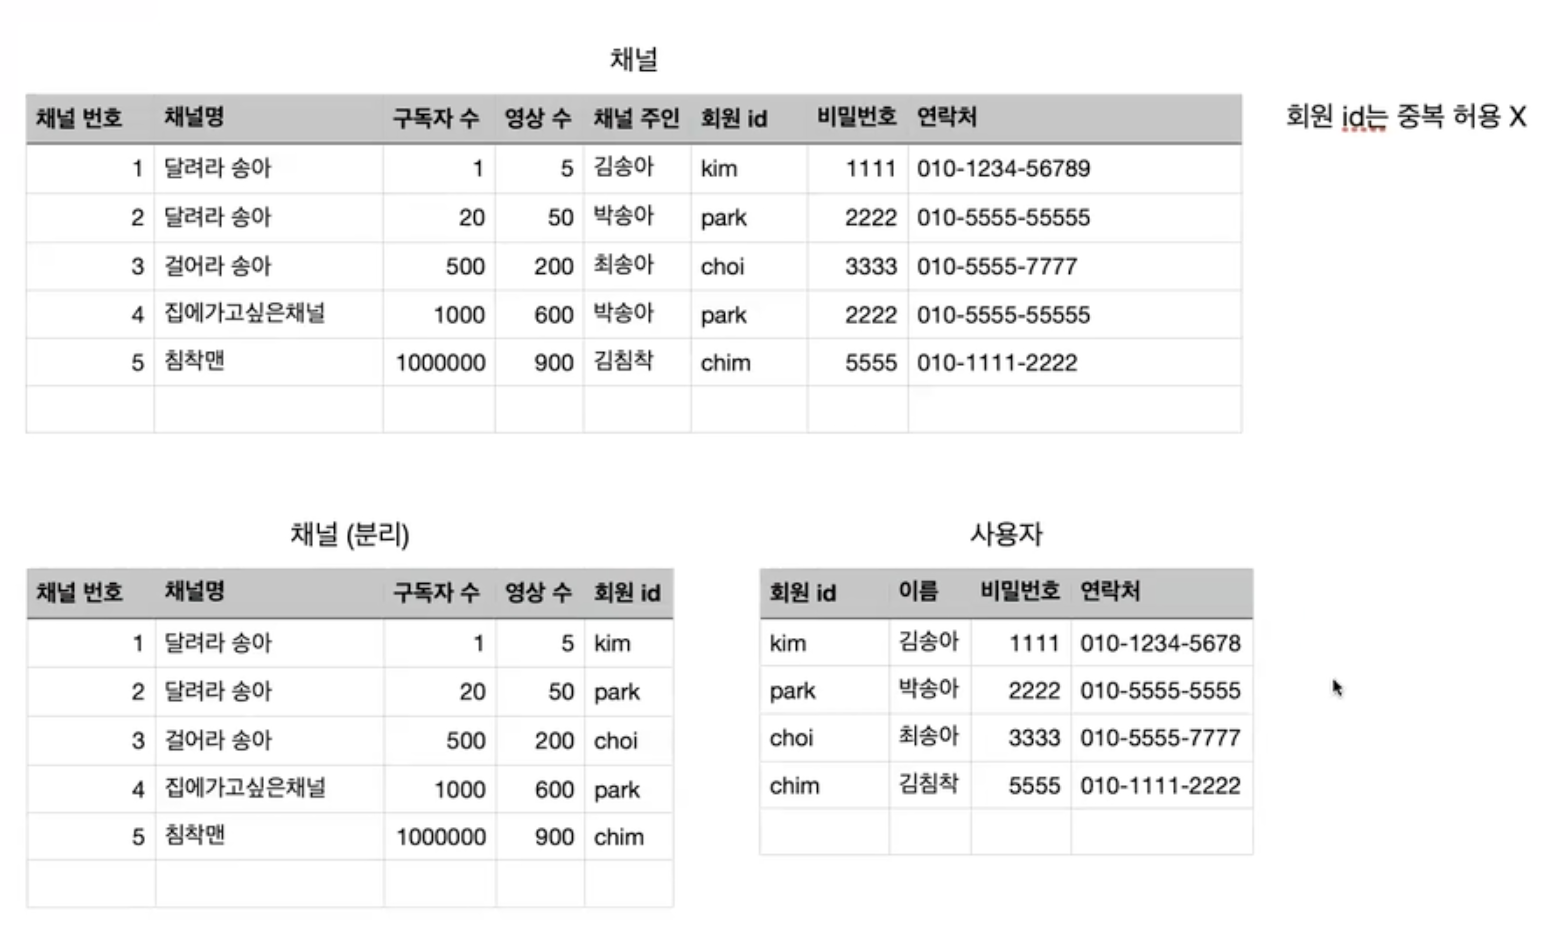 채널
채널 번호 채널명 구독자 수 영상 수 채널 주인 회원 id 비밀번호 연락처
회원 id는 중복 허용 X
1 달려라 송아 1 5 김송아 kim 1111 010-1234-56789
2 달려라 송아 20 50 박송아 park 2222 010-5555-55555
3 걸어라 송아 500 200 최송아 choi 3333 010-5555-7777
4 집에가고싶은채널 1000 600 박송아 park 2222 010-5555-55555
5 침착맨 1000000 900 김침착 chim 5555 010-1111-2222
채널 (분리)
채널 번호 채널명 구독자 수 영상 수 회원 id
1 달려라 송아 1 5 kim
2 달려라 송아 20 50 park
3 걸어라 송아 500 200 choi
4 집에가고싶은채널 1000 600 park
5 침착맨 1000000 900 chim
사용자
회원 id 이름 비밀번호 연락처
kim 김송아 1111 010-1234-5678
park 박송아 2222 010-5555-5555
choi 최송아 3333 010-5555-7777
chim 김침착 5555 010-1111-2222